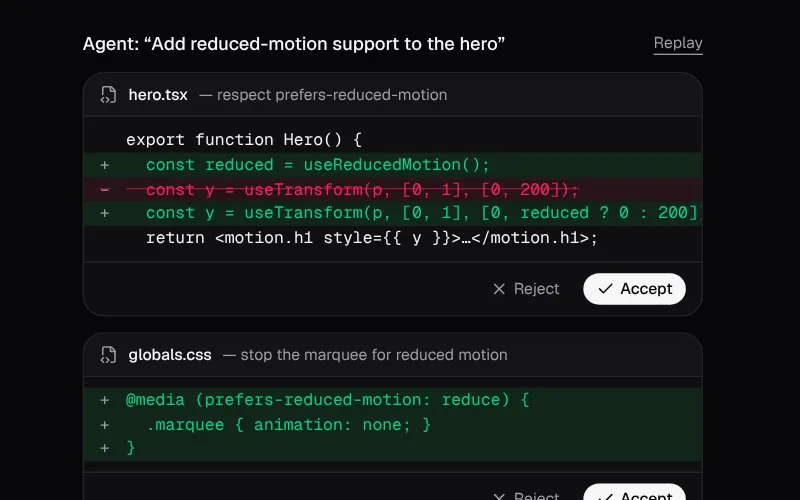 Agent: “Add reduced-motion support to the hero”
Replay
hero.tsx — respect prefers-reduced-motion
export function Hero() {
+ const reduced = useReducedMotion();
− const y = useTransform(p, [0, 1], [0, 200]);
+ const y = useTransform(p, [0, 1], [0, reduced ? 0 : 200]
return <motion.h1 style={{ y }}>…</motion.h1>;
Reject
Accept
globals.css — stop the marquee for reduced motion
+ @media (prefers-reduced-motion: reduce) {
+ .marquee { animation: none; }
+ }
Reject
Accept